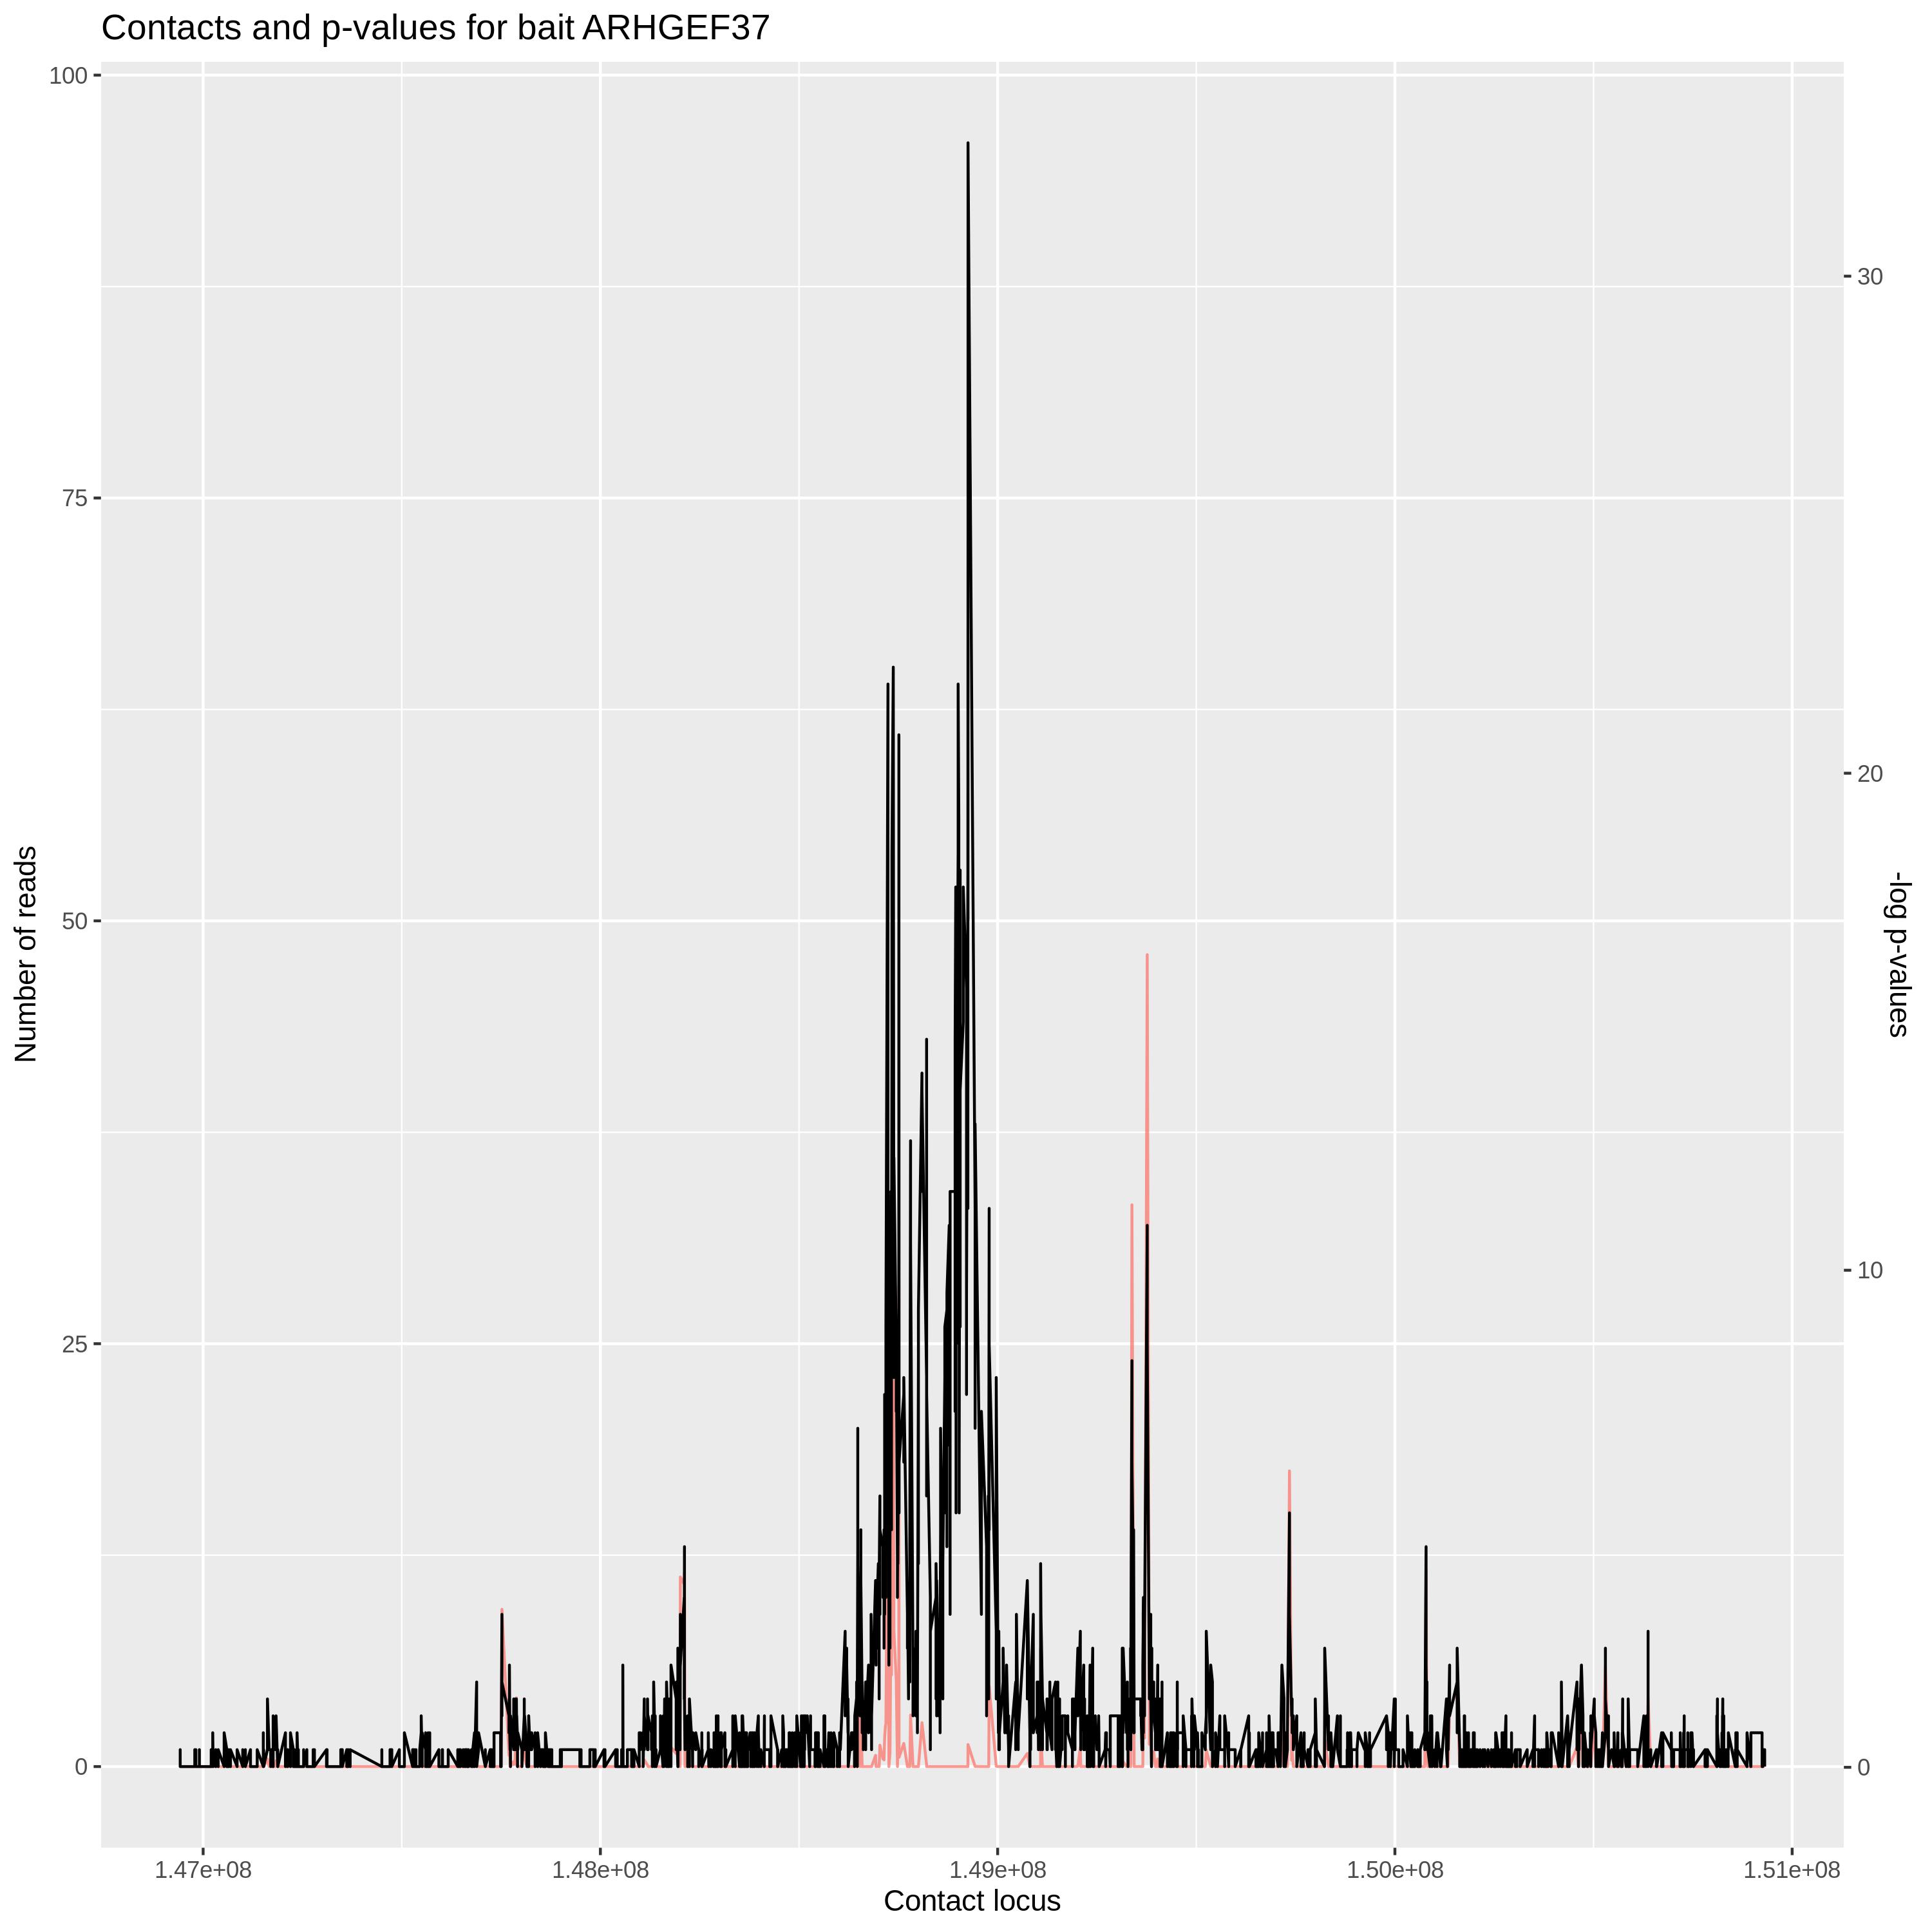 Contacts and p-values for bait ARHGEF37
100
75
50
25
0
Number of reads
30
20
10
0
-log p-values
1.47e+08
1.48e+08
1.49e+08
1.50e+08
1.51e+08
Contact locus